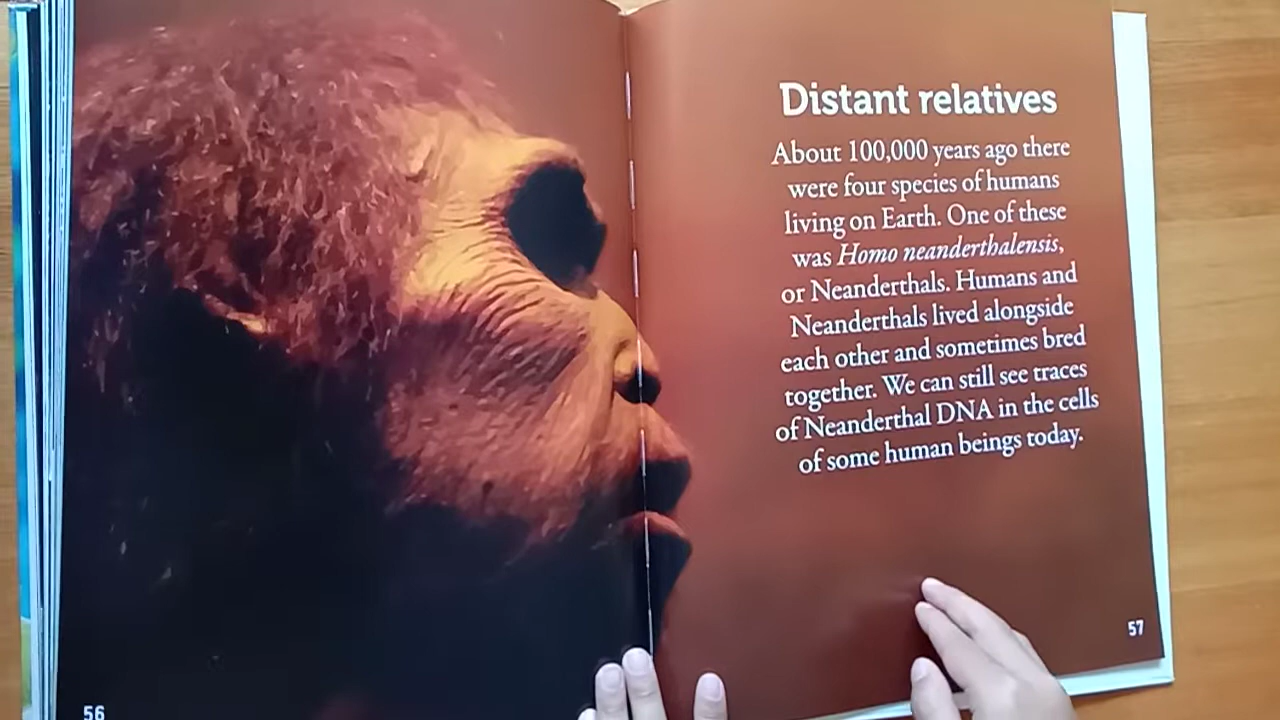 Distant relatives
About 100,000 years ago there
were four species of humans
living on Earth. One of these
was Homo neanderthalensis,
or Neanderthals. Humans and
Neanderthals lived alongside
each other and sometimes bred
together. We can still see traces
of Neanderthal DNA in the cells
of some human beings today.
56
57